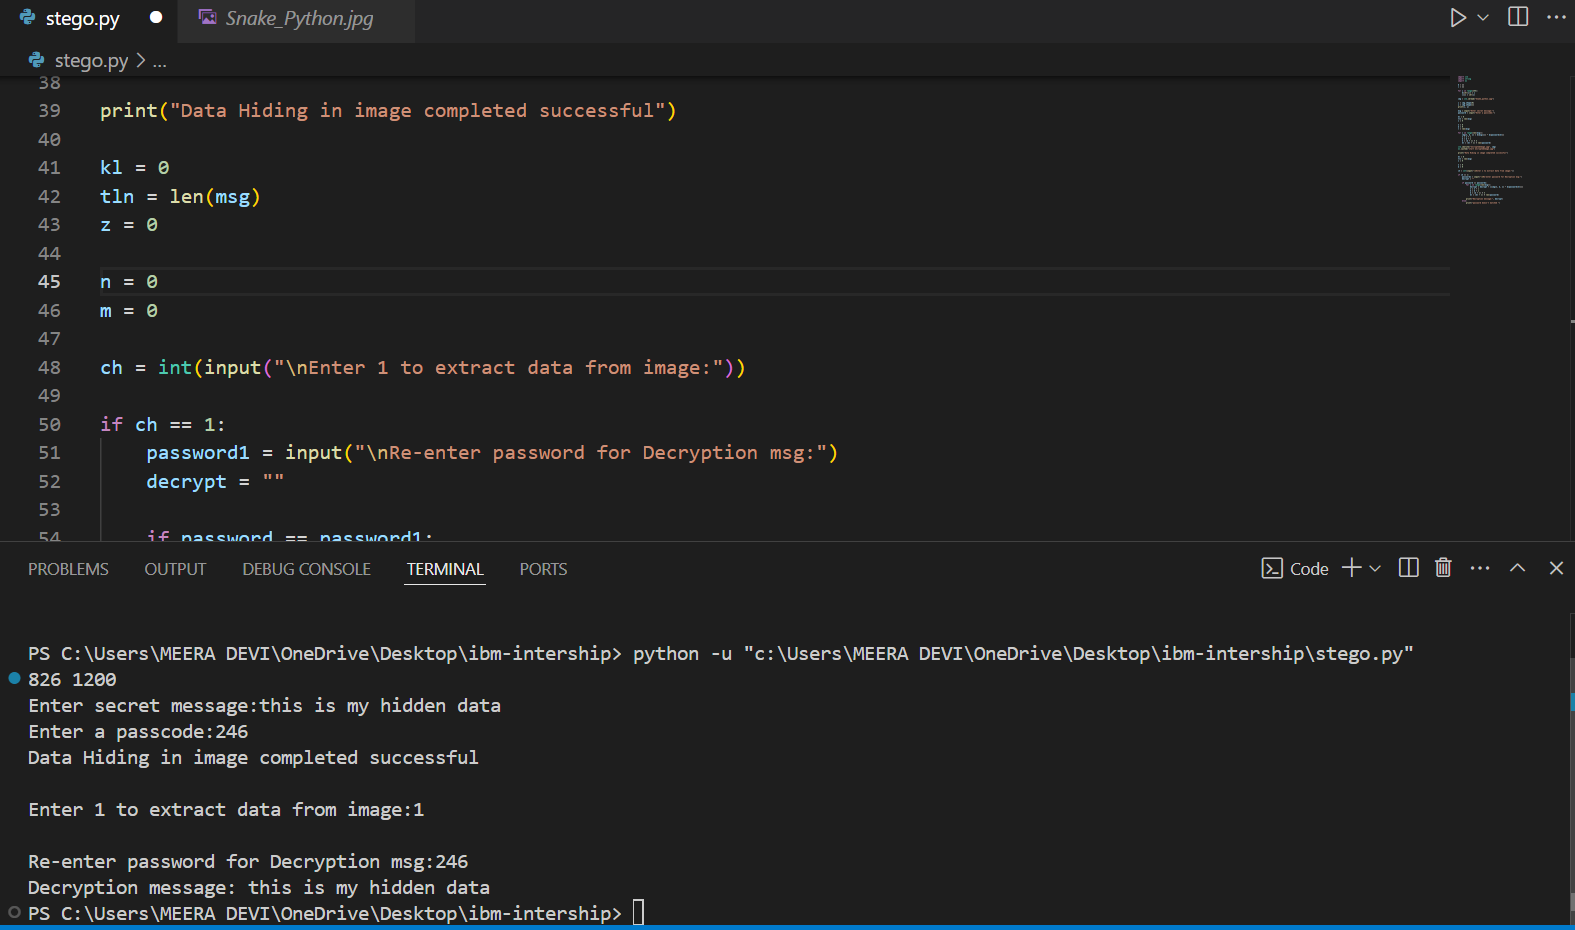 stego.py
Snake_Python.jpg
stego.py > ...
38
39 print("Data Hiding in image completed successful")
40
41 kl = 0
42 tln = len(msg)
43 z = 0
44
45 n = 0
46 m = 0
47
48 ch = int(input("\nEnter 1 to extract data from image:"))
49
50 if ch == 1:
51 password1 = input("\nRe-enter password for Decryption msg:")
52 decrypt = ""
53
54 if password == password1:
PROBLEMS OUTPUT DEBUG CONSOLE TERMINAL PORTS
Code
PS C:\Users\MEERA DEVI\OneDrive\Desktop\ibm-intership> python -u "c:\Users\MEERA DEVI\OneDrive\Desktop\ibm-intership\stego.py"
826 1200
Enter secret message:this is my hidden data
Enter a passcode:246
Data Hiding in image completed successful
Enter 1 to extract data from image:1
Re-enter password for Decryption msg:246
Decryption message: this is my hidden data
PS C:\Users\MEERA DEVI\OneDrive\Desktop\ibm-intership>